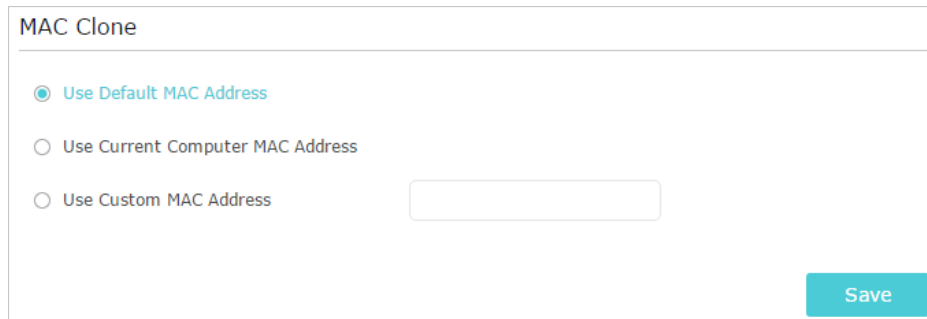 MAC Clone
Use Default MAC Address
Use Current Computer MAC Address
Use Custom MAC Address
Save